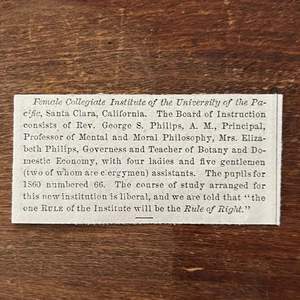 Female Collegiate Institute of the University of the Pa-
cific, Santa Clara, California. The Board of Instruction
consists of Rev. George S. Philips, A. M., Principal,
Professor of Mental and Moral Philosophy, Mrs. Eliza-
beth Philips, Governess and Teacher of Botany and Do-
mestic Economy, with four ladies and five gentlemen
(two of whom are c ergymen) assistants. The pupils for
1860 numbered 66. The course of study arranged for
this new institution is liberal, and we are told that "the
one RULE of the Institute will be the Rule of Right."